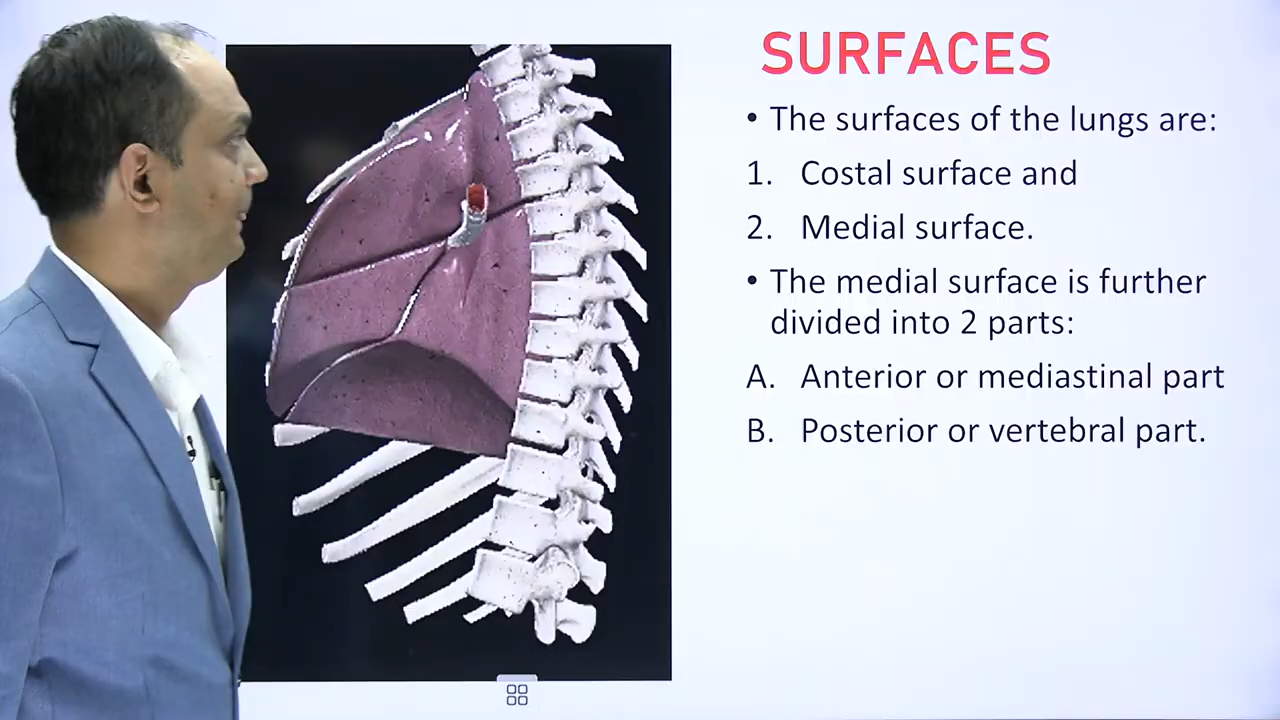 SURFACES
• The surfaces of the lungs are:
1. Costal surface and
2. Medial surface.
• The medial surface is further
divided into 2 parts:
A. Anterior or mediastinal part
B. Posterior or vertebral part.